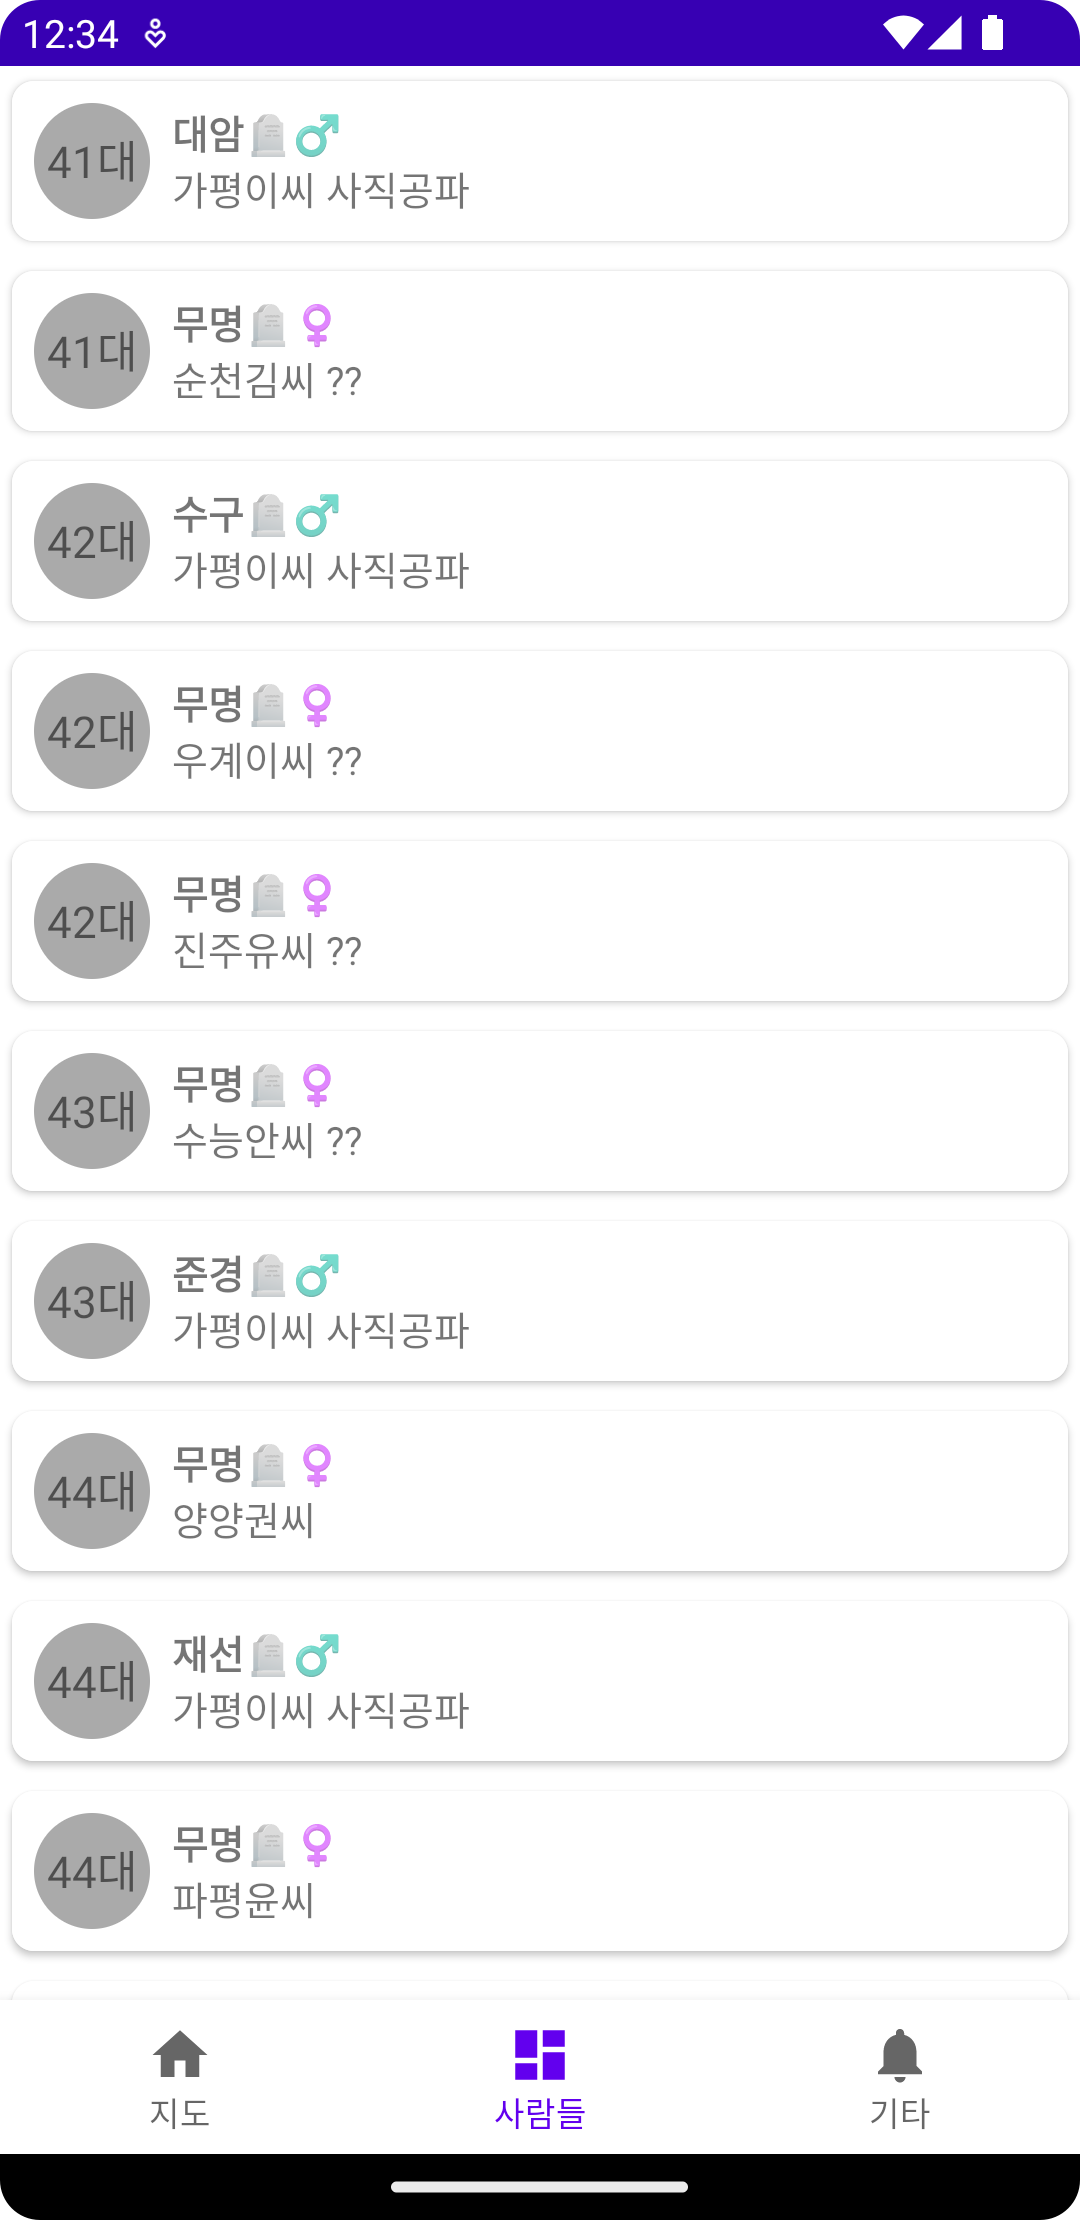 12:34
41대
대암🪦♂
가평이씨 사직공파
41대
무명🪦♀
순천김씨 ??
42대
수구🪦♂
가평이씨 사직공파
42대
무명🪦♀
우계이씨 ??
42대
무명🪦♀
진주유씨 ??
43대
무명🪦♀
수능안씨 ??
43대
준경🪦♂
가평이씨 사직공파
44대
무명🪦♀
양양권씨
44대
재선🪦♂
가평이씨 사직공파
44대
무명🪦♀
파평윤씨
지도
사람들
기타